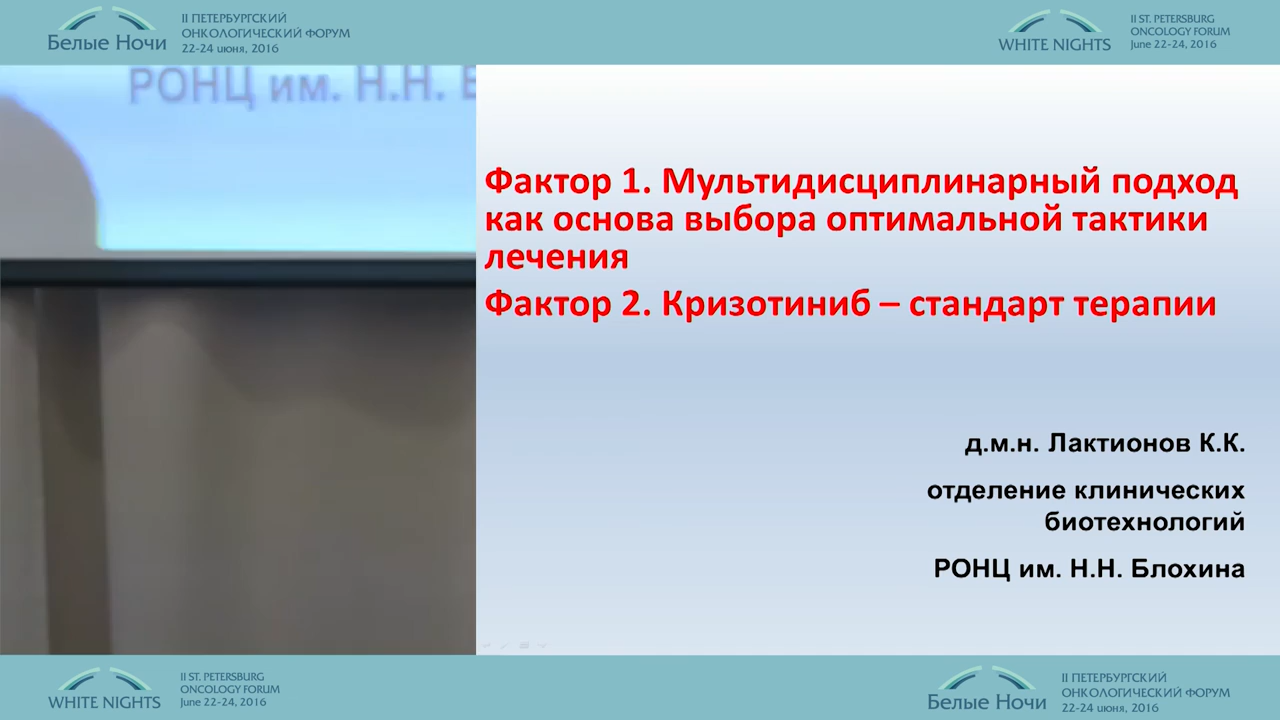 Белые Ночи
II ПЕТЕРБУРГСКИЙ
ОНКОЛОГИЧЕСКИЙ ФОРУМ
22-24 июня, 2016
WHITE NIGHTS
II ST. PETERSBURG
ONCOLOGY FORUM
June 22-24, 2016
РОНЦ им. Н.Н.
Фактор 1. Мультидисциплинарный подход
как основа выбора оптимальной тактики
лечения
Фактор 2. Кризотиниб – стандарт терапии
д.м.н. Лактионов К.К.
отделение клинических
биотехнологий
РОНЦ им. Н.Н. Блохина
WHITE NIGHTS
II ST. PETERSBURG
ONCOLOGY FORUM
June 22-24, 2016
Белые Ночи
II ПЕТЕРБУРГСКИЙ
ОНКОЛОГИЧЕСКИЙ ФОРУМ
22-24 июня, 2016